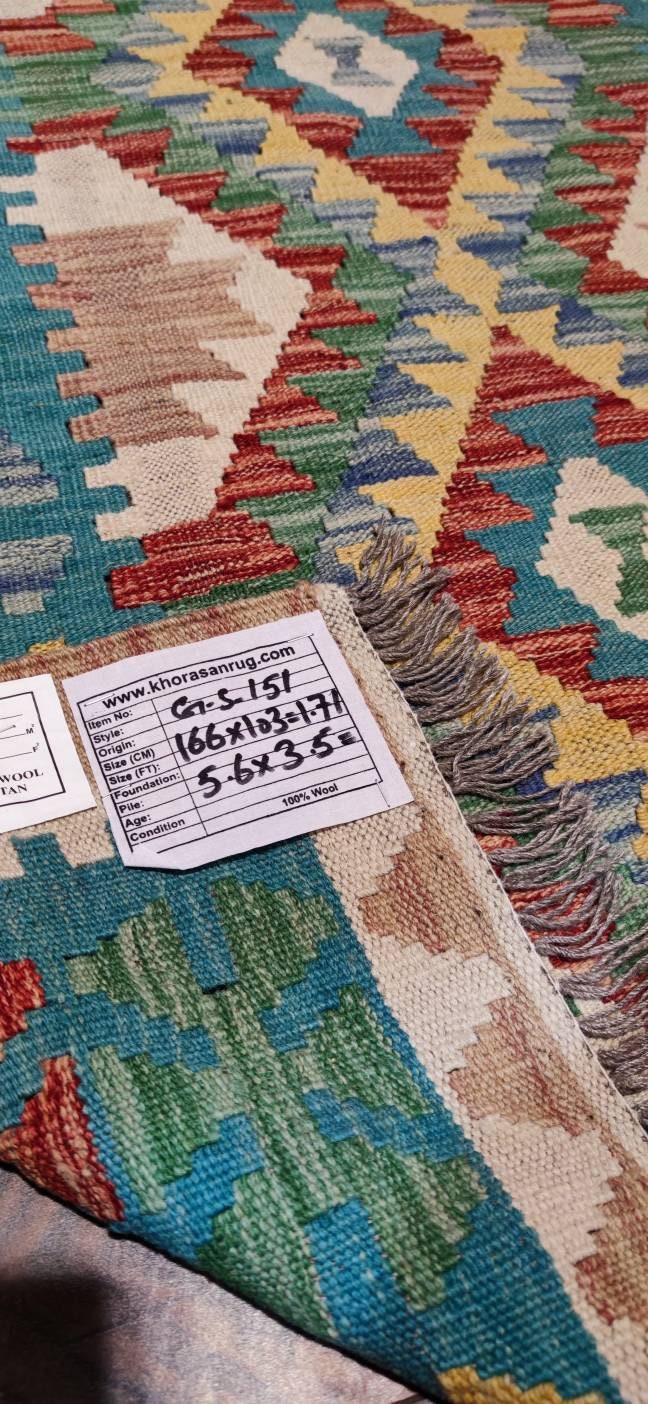 www.khorasanrug.com
Item No: G.S 151
Style:
Origin: 166x103=1.71
Size (CM)
Size (FT): 5.6x3.5=
Foundation:
Pile: 100% Wool
Age:
Condition
M
F
WOOL
TAN